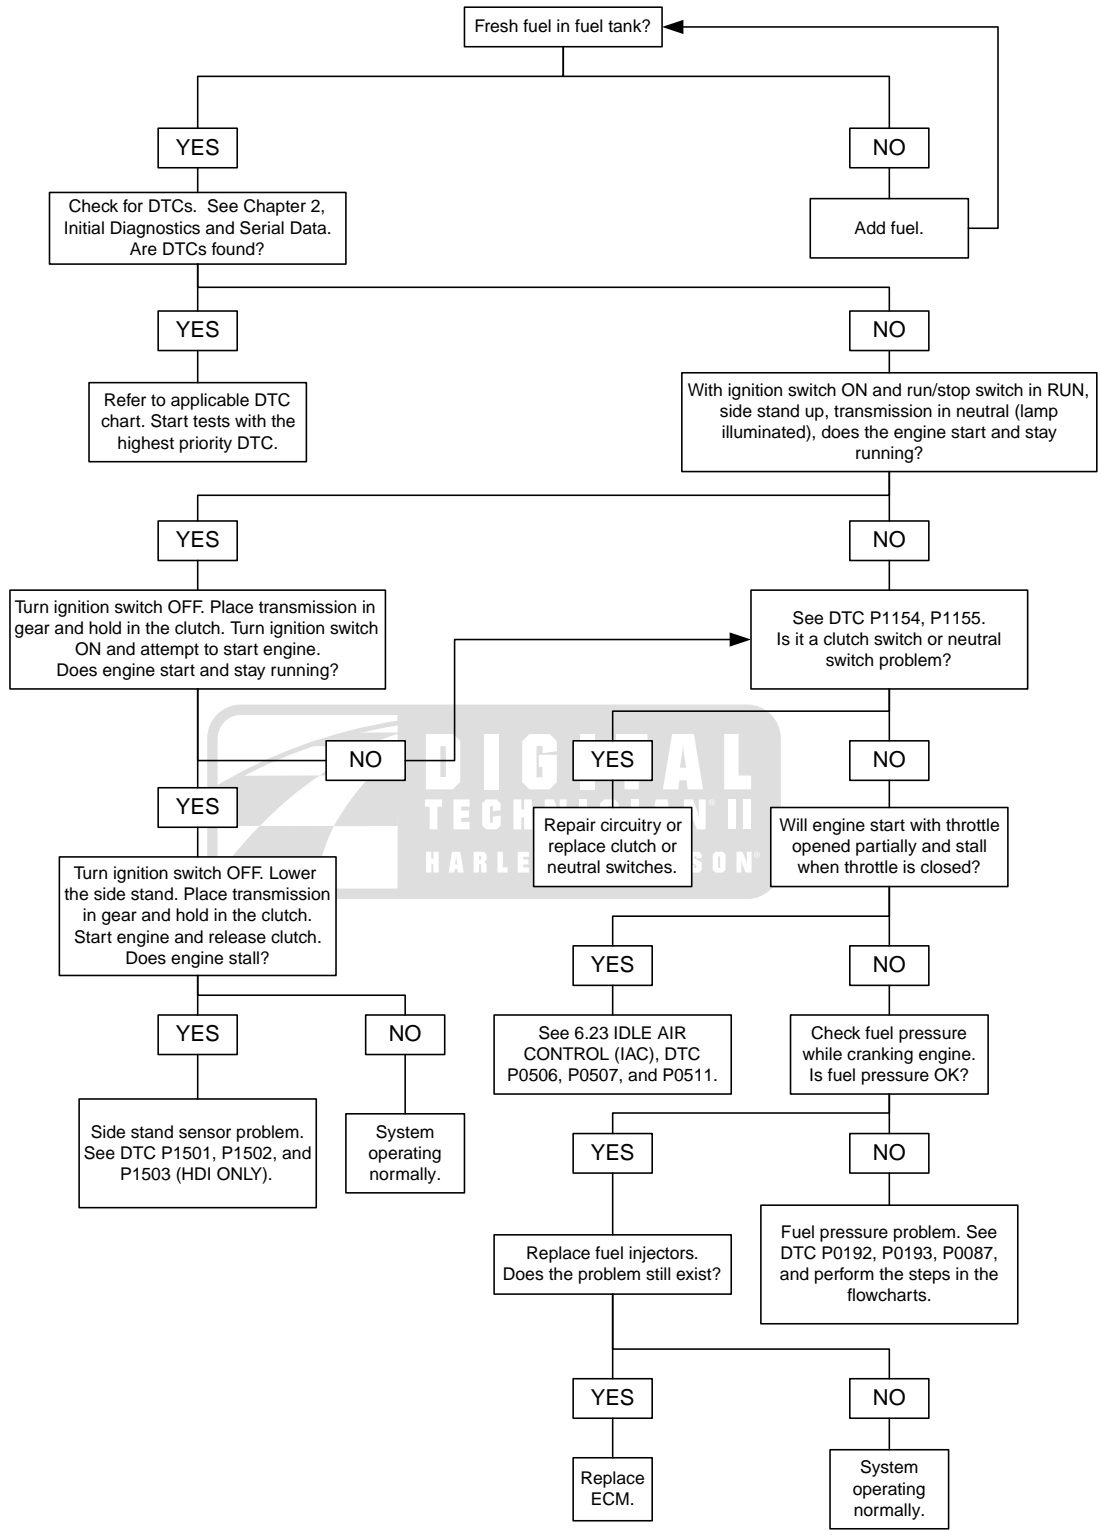 Fresh fuel in fuel tank?
YES
NO
Check for DTCs. See Chapter 2,
Initial Diagnostics and Serial Data.
Are DTCs found?
Add fuel.
YES
NO
Refer to applicable DTC
chart. Start tests with the
highest priority DTC.
With ignition switch ON and run/stop switch in RUN,
side stand up, transmission in neutral (lamp
illuminated), does the engine start and stay
running?
YES
NO
Turn ignition switch OFF. Place transmission in
gear and hold in the clutch. Turn ignition switch
ON and attempt to start engine.
Does engine start and stay running?
See DTC P1154, P1155.
Is it a clutch switch or neutral
switch problem?
NO
YES
NO
YES
Repair circuitry or
replace clutch or
neutral switches.
Will engine start with throttle
opened partially and stall
when throttle is closed?
DIGITAL
TECHNICIAN II
Turn ignition switch OFF. Lower
the side stand. Place transmission
in gear and hold in the clutch.
Start engine and release clutch.
Does engine stall?
YES
NO
YES
NO
See 6.23 IDLE AIR
CONTROL (IAC), DTC
P0506, P0507, and P0511.
Check fuel pressure
while cranking engine.
Is fuel pressure OK?
Side stand sensor problem.
See DTC P1501, P1502, and
P1503 (HDI ONLY).
System
operating
normally.
YES
NO
Replace fuel injectors.
Does the problem still exist?
Fuel pressure problem. See
DTC P0192, P0193, P0087,
and perform the steps in the
flowcharts.
YES
NO
Replace
ECM.
System
operating
normally.